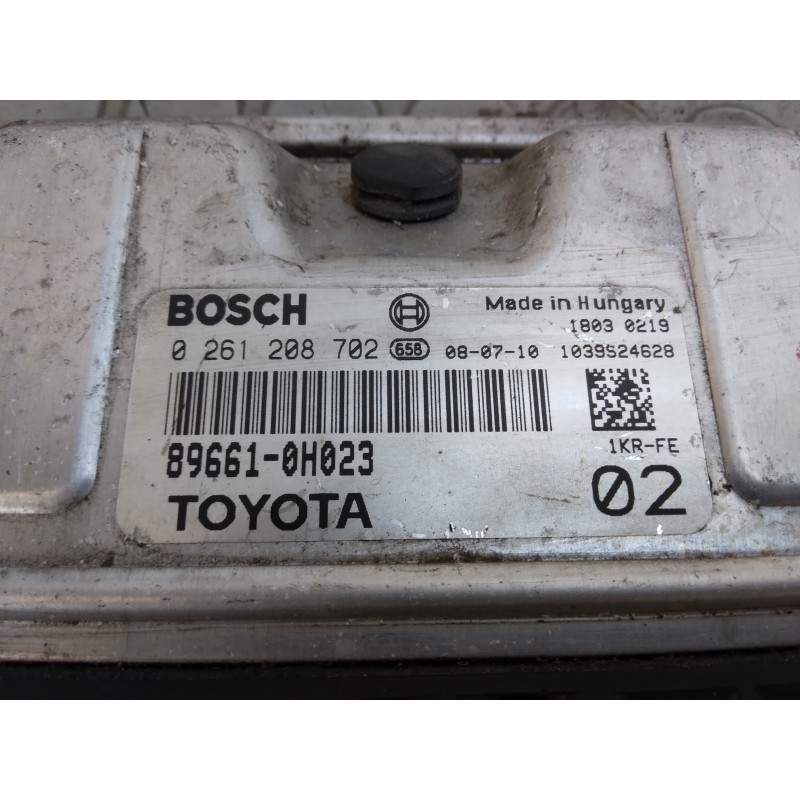 BOSCH Made in Hungary
1803 0219
0 261 208 702 65B 08-07-10 1039S24628
89661-0H023 1KR-FE
TOYOTA 02